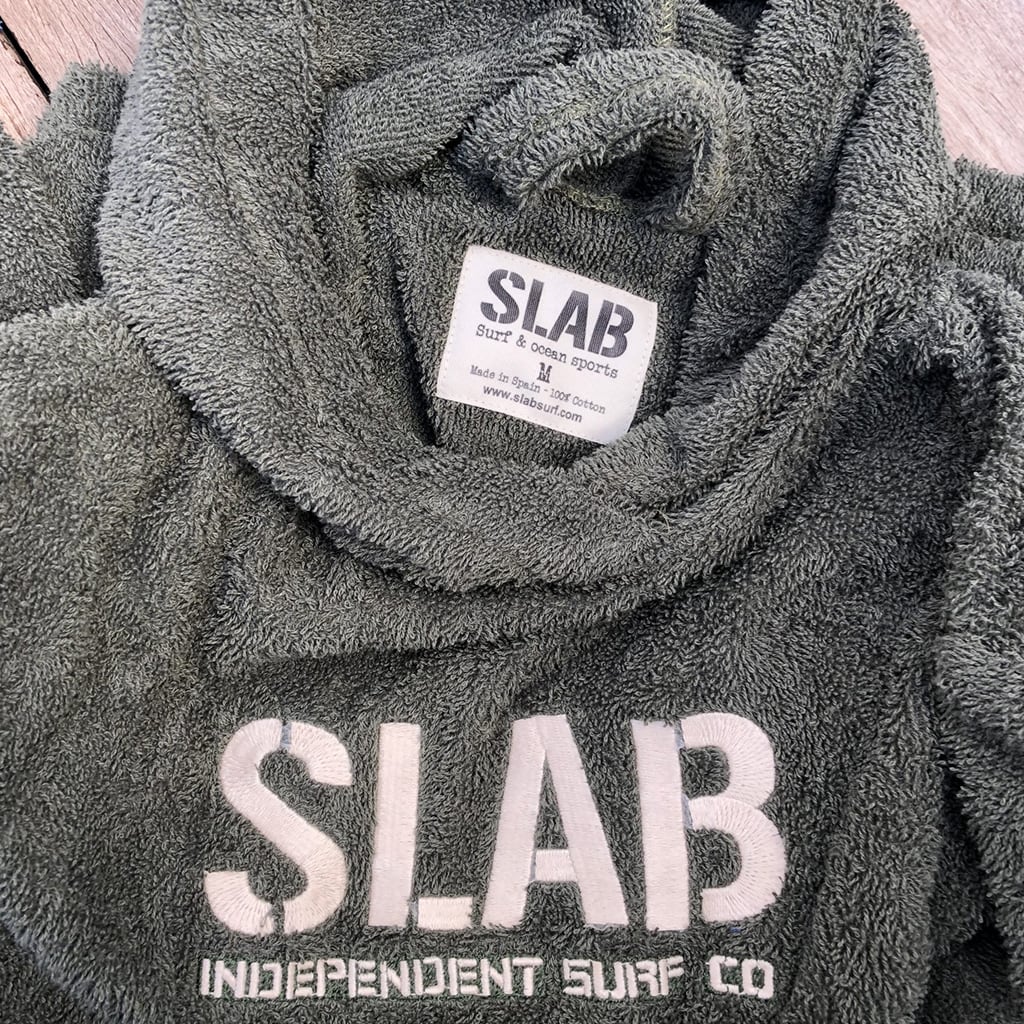 SLAB
Surf & ocean sports
M
Made in Spain - 100% Cotton
www.slabsurf.com
SLAB
INDEPENDENT SURF CO